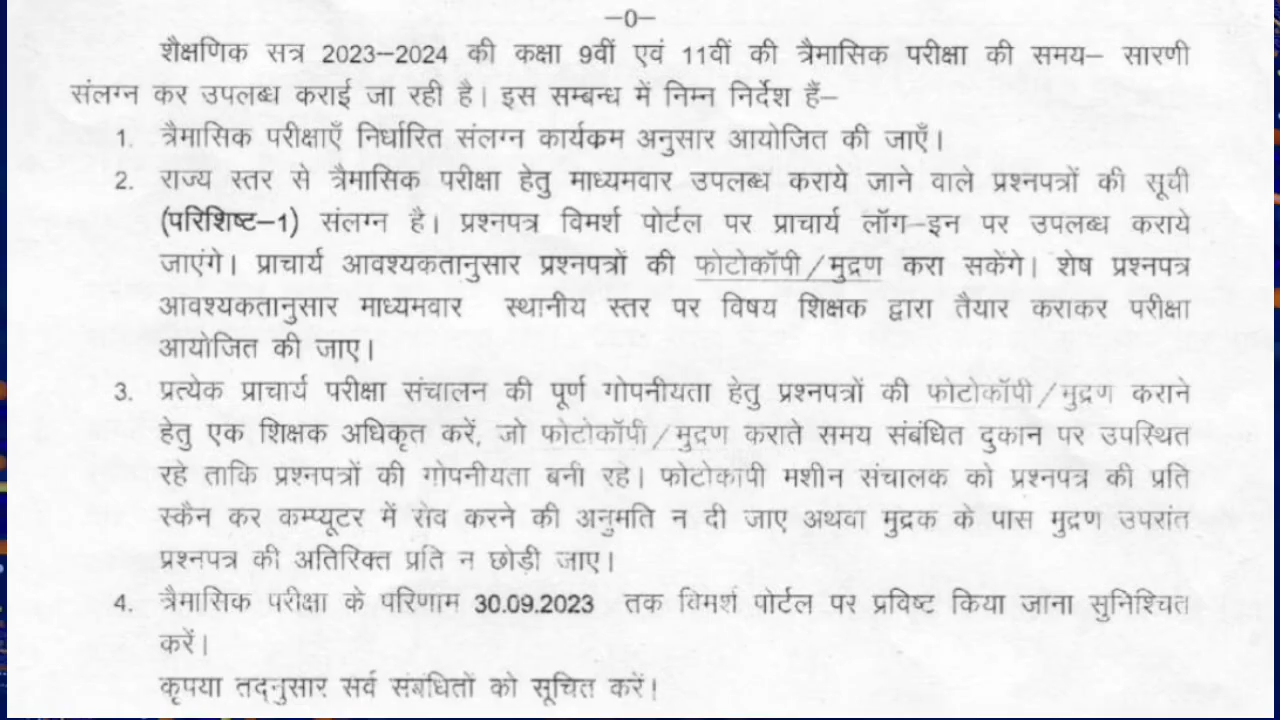 –0–
शैक्षणिक सत्र 2023–2024 की कक्षा 9वीं एवं 11वीं की त्रैमासिक परीक्षा की समय– सारणी
संलग्न कर उपलब्ध कराई जा रही है। इस सम्बन्ध में निम्न निर्देश हैं–
1. त्रैमासिक परीक्षाएँ निर्धारित संलग्न कार्यकम अनुसार आयोजित की जाएँ।
2. राज्य स्तर से त्रैमासिक परीक्षा हेतु माध्यमवार उपलब्ध कराये जाने वाले प्रश्नपत्रों की सूची
(परिशिष्ट–1) संलग्न है। प्रश्नपत्र विमर्श पोर्टल पर प्राचार्य लॉग–इन पर उपलब्ध कराये
जाएंगे। प्राचार्य आवश्यकतानुसार प्रश्नपत्रों की फोटोकॉपी/मुद्रण करा सकेंगे। शेष प्रश्नपत्र
आवश्यकतानुसार माध्यमवार स्थानीय स्तर पर विषय शिक्षक द्वारा तैयार कराकर परीक्षा
आयोजित की जाए।
3. प्रत्येक प्राचार्य परीक्षा संचालन की पूर्ण गोपनीयता हेतु प्रश्नपत्रों की फोटोकॉपी/मुद्रण कराने
हेतु एक शिक्षक अधिकृत करें, जो फोटोकॉपी/मुद्रण कराते समय संबंधित दुकान पर उपस्थित
रहे ताकि प्रश्नपत्रों की गोपनीयता बनी रहे। फोटोकापी मशीन संचालक को प्रश्नपत्र की प्रति
स्कैन कर कम्प्यूटर में सेव करने की अनुमति न दी जाए अथवा मुद्रक के पास मुद्रण उपरांत
प्रश्नपत्र की अतिरिक्त प्रति न छोड़ी जाए।
4. त्रैमासिक परीक्षा के परिणाम 30.09.2023 तक विमर्श पोर्टल पर प्रविष्ट किया जाना सुनिश्चित
करें।
कृपया तद्नुसार सर्व संबंधितों को सूचित करें।